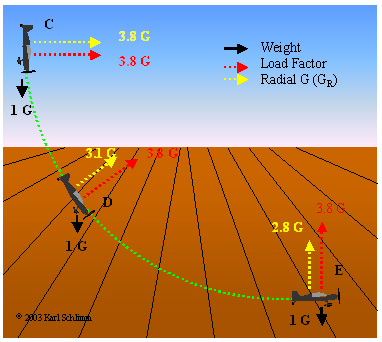 C
3.8 G
3.8 G
1 G
Weight
Load Factor
Radial G (GR)
3.1 G
3.8 G
D
1 G
3.8 G
2.8 G
E
1 G
© 2003 Karl Schlimm